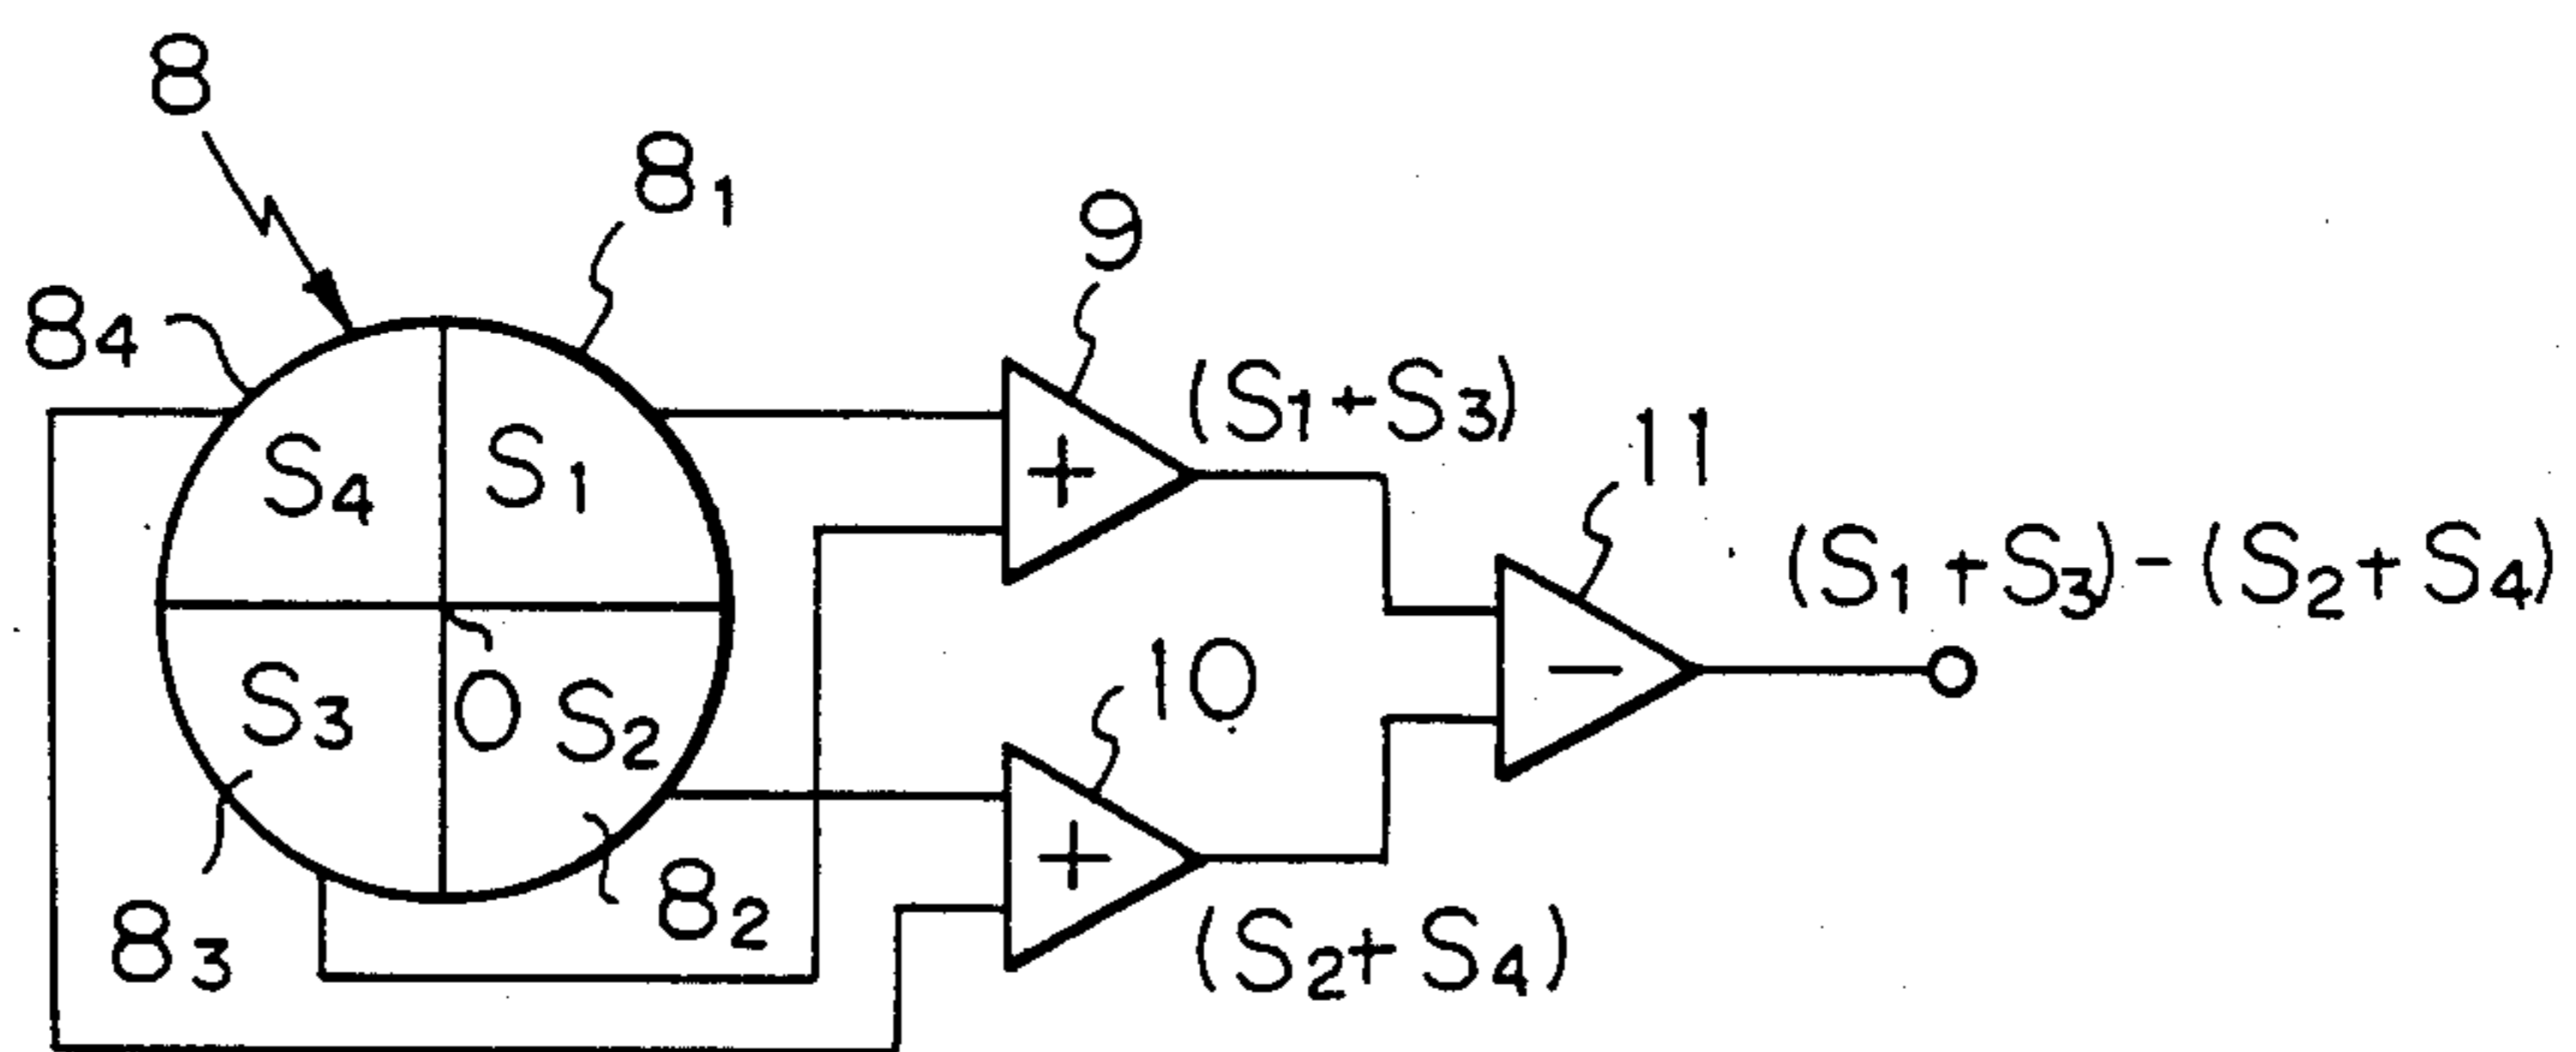 8
8₁
9
8₄
(S₁+S₃)
11
S₄
S₁
+
(S₁+S₃)-(S₂+S₄)
S₃
O
S₂
10
−
+
8₃
8₂
(S₂+S₄)